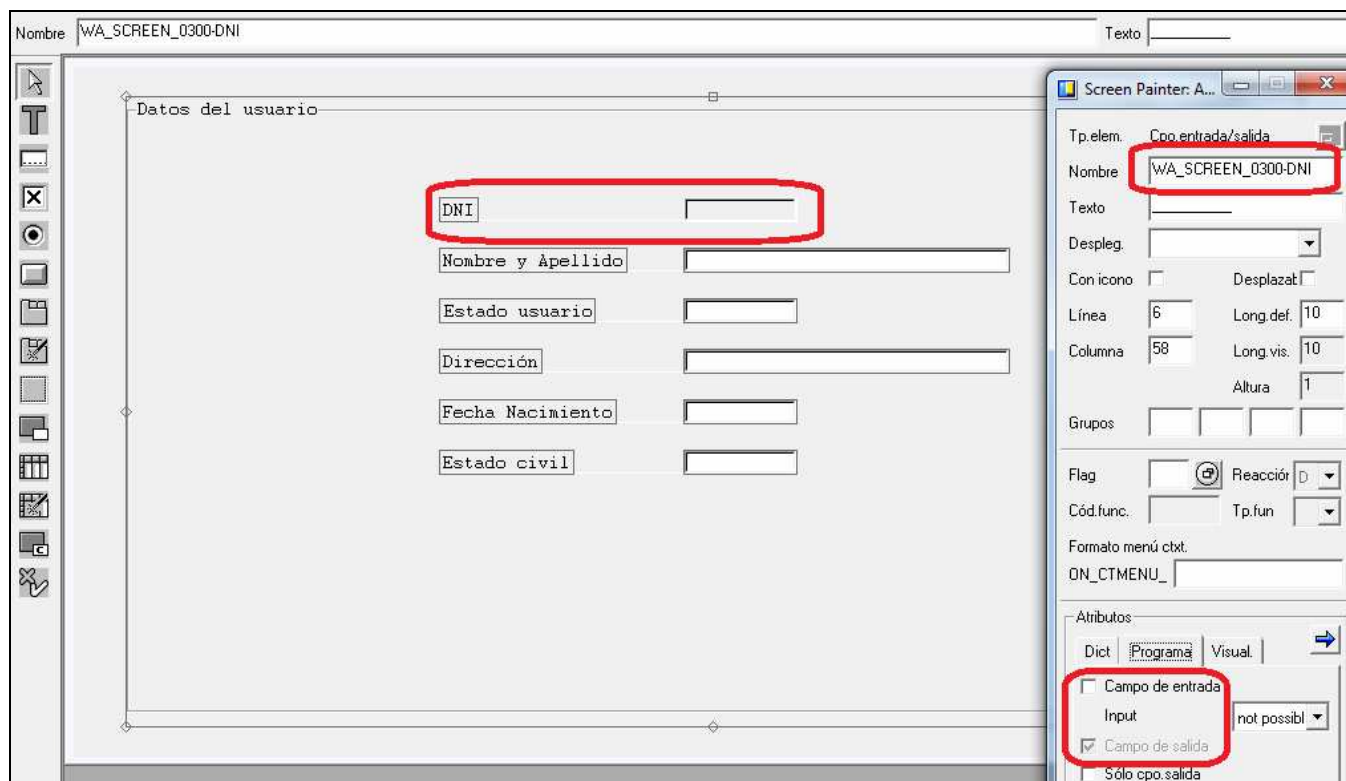 Nombre WA_SCREEN_0300-DNI Texto __________
Datos del usuario
DNI
Nombre y Apellido
Estado usuario
Dirección
Fecha Nacimiento
Estado civil
Screen Painter: A...
Tp.elem. Cpo.entrada/salida
Nombre WA_SCREEN_0300-DNI
Texto __________
Despleg.
Con icono Desplazab
Línea 6 Long.def. 10
Columna 58 Long.vis. 10
Altura 1
Grupos
Flag Reacción D
Cód.func. Tp.fun
Formato menú ctxt.
ON_CTMENU_
Atributos
Dict Programa Visual.
Campo de entrada
Input not possibl
Campo de salida
Sólo cpo.salida